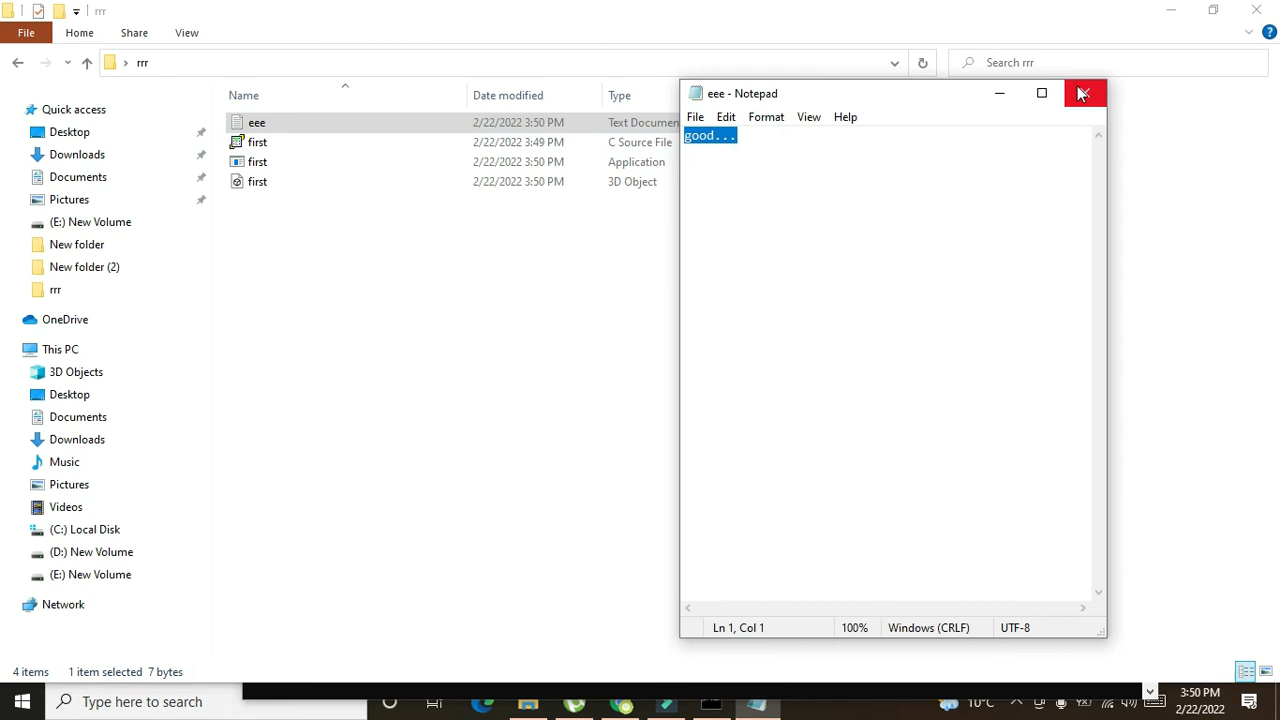 rrr
File Home Share View
rrr
Search rrr
Name Date modified Type
Quick access
Desktop
Downloads
Documents
Pictures
(E:) New Volume
New folder
New folder (2)
rrr
OneDrive
This PC
3D Objects
Desktop
Documents
Downloads
Music
Pictures
Videos
(C:) Local Disk
(D:) New Volume
(E:) New Volume
Network
eee 2/22/2022 3:50 PM Text Documen
first 2/22/2022 3:49 PM C Source File
first 2/22/2022 3:50 PM Application
first 2/22/2022 3:50 PM 3D Object
eee - Notepad
File Edit Format View Help
good...
Ln 1, Col 1 100% Windows (CRLF) UTF-8
4 items 1 item selected 7 bytes
Type here to search
10°C
3:50 PM
2/22/2022